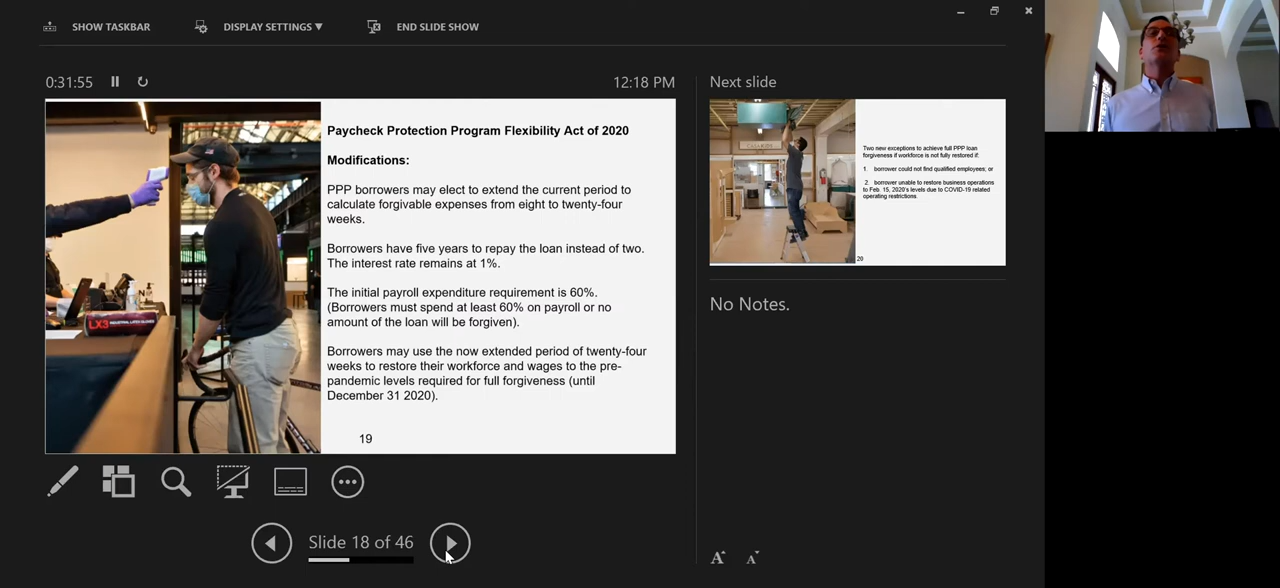 SHOW TASKBAR
DISPLAY SETTINGS ▼
END SLIDE SHOW
0:31:55
12:18 PM
Paycheck Protection Program Flexibility Act of 2020
Modifications:
PPP borrowers may elect to extend the current period to
calculate forgivable expenses from eight to twenty-four
weeks.
Borrowers have five years to repay the loan instead of two.
The interest rate remains at 1%.
The initial payroll expenditure requirement is 60%.
(Borrowers must spend at least 60% on payroll or no
amount of the loan will be forgiven).
Borrowers may use the now extended period of twenty-four
weeks to restore their workforce and wages to the pre-
pandemic levels required for full forgiveness (until
December 31 2020).
19
LX3
Slide 18 of 46
Next slide
Two new exceptions to achieve full PPP loan
forgiveness if workforce is not fully restored if:
1. borrower could not find qualified employees; or
2. borrower unable to restore business operations
to Feb. 15, 2020's levels due to COVID-19 related
operating restrictions.
20
No Notes.
A
A